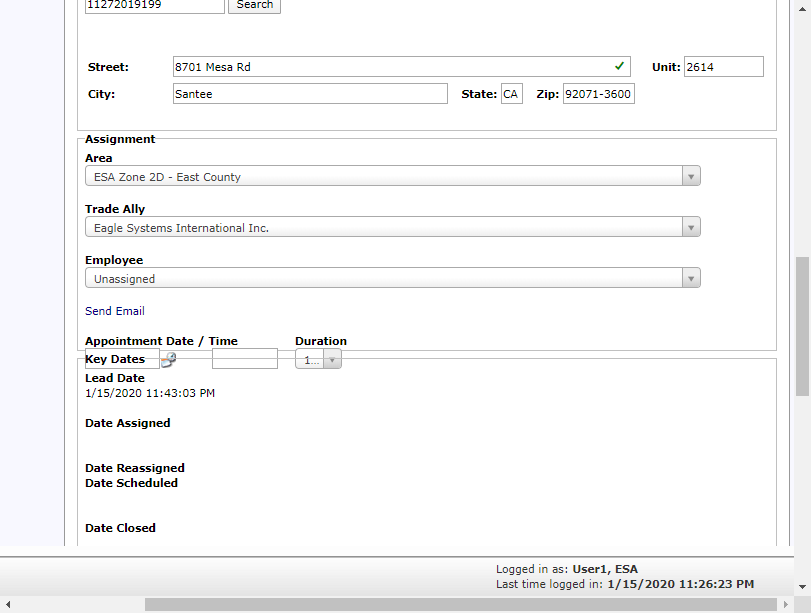 11272019199 Search
Street: 8701 Mesa Rd Unit: 2614
City: Santee State: CA Zip: 92071-3600
Assignment
Area
ESA Zone 2D - East County
Trade Ally
Eagle Systems International Inc.
Employee
Unassigned
Send Email
Appointment Date / Time Duration
Key Dates 1...
Lead Date
1/15/2020 11:43:03 PM
Date Assigned
Date Reassigned
Date Scheduled
Date Closed
Logged in as: User1, ESA
Last time logged in: 1/15/2020 11:26:23 PM